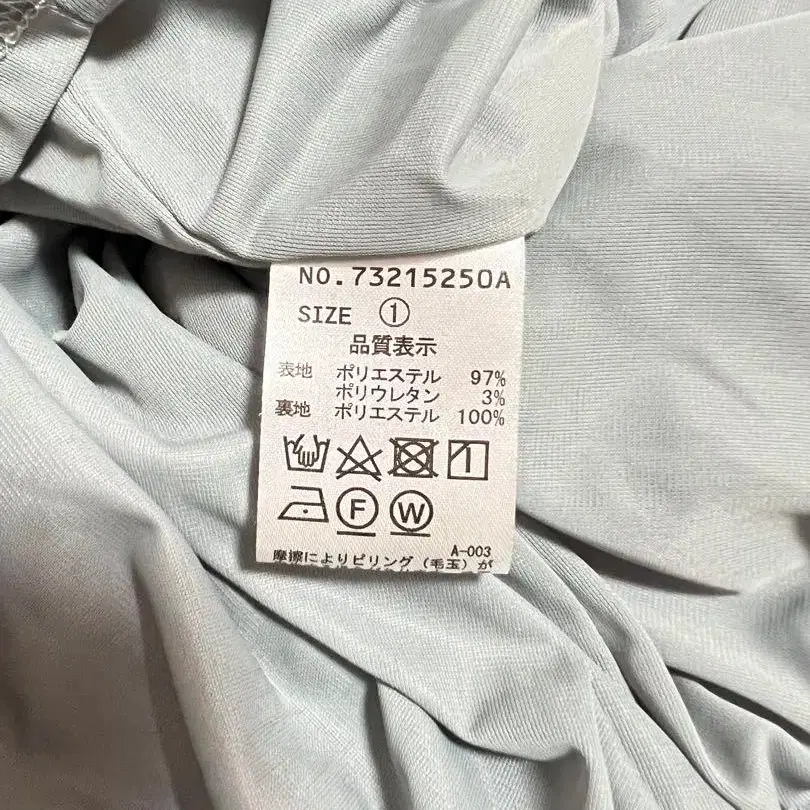 NO.73215250A
SIZE ①
品質表示
表地 ポリエステル 97%
ポリウレタン 3%
裏地 ポリエステル 100%
F W
A-003
摩擦によりピリング(毛玉)が